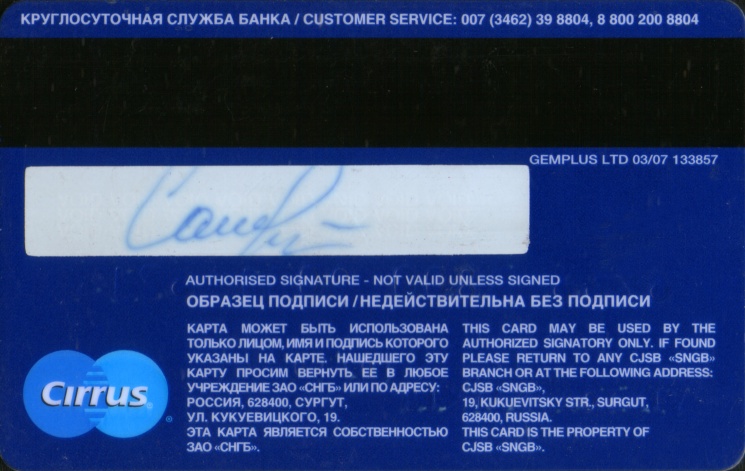 КРУГЛОСУТОЧНАЯ СЛУЖБА БАНКА / CUSTOMER SERVICE: 007 (3462) 39 8804, 8 800 200 8804
GEMPLUS LTD 03/07 133857
AUTHORISED SIGNATURE - NOT VALID UNLESS SIGNED
ОБРАЗЕЦ ПОДПИСИ / НЕДЕЙСТВИТЕЛЬНА БЕЗ ПОДПИСИ
КАРТА МОЖЕТ БЫТЬ ИСПОЛЬЗОВАНА
ТОЛЬКО ЛИЦОМ, ИМЯ И ПОДПИСЬ КОТОРОГО
УКАЗАНЫ НА КАРТЕ. НАШЕДШЕГО ЭТУ
КАРТУ ПРОСИМ ВЕРНУТЬ ЕЕ В ЛЮБОЕ
УЧРЕЖДЕНИЕ ЗАО «СНГБ» ИЛИ ПО АДРЕСУ:
РОССИЯ, 628400, СУРГУТ,
УЛ. КУКУЕВИЦКОГО, 19.
ЭТА КАРТА ЯВЛЯЕТСЯ СОБСТВЕННОСТЬЮ
ЗАО «СНГБ».
THIS CARD MAY BE USED BY THE
AUTHORIZED SIGNATORY ONLY. IF FOUND
PLEASE RETURN TO ANY CJSB «SNGB»
BRANCH OR AT THE FOLLOWING ADDRESS:
CJSB «SNGB»,
19, KUKUEVITSKY STR., SURGUT,
628400, RUSSIA.
THIS CARD IS THE PROPERTY OF
CJSB «SNGB».
Cirrus